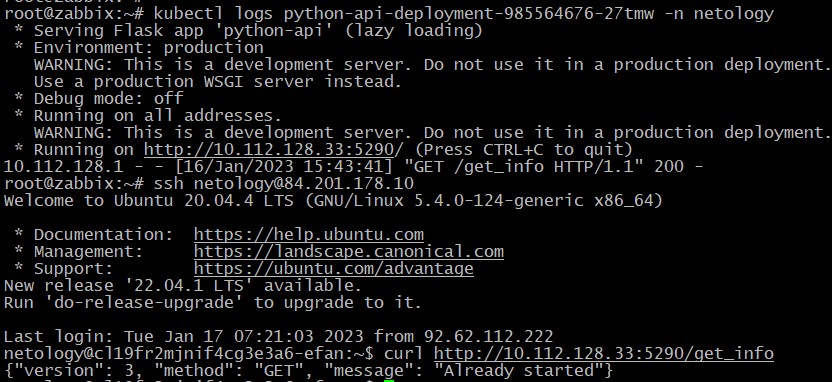 root@zabbix:~# kubectl logs python-api-deployment-985564676-27tmw -n netology
 * Serving Flask app 'python-api' (lazy loading)
 * Environment: production
   WARNING: This is a development server. Do not use it in a production deployment.
   Use a production WSGI server instead.
 * Debug mode: off
 * Running on all addresses.
   WARNING: This is a development server. Do not use it in a production deployment.
 * Running on http://10.112.128.33:5290/ (Press CTRL+C to quit)
10.112.128.1 - - [16/Jan/2023 15:43:41] "GET /get_info HTTP/1.1" 200 -
root@zabbix:~# ssh netology@84.201.178.10
Welcome to Ubuntu 20.04.4 LTS (GNU/Linux 5.4.0-124-generic x86_64)

 * Documentation:  https://help.ubuntu.com
 * Management:     https://landscape.canonical.com
 * Support:        https://ubuntu.com/advantage
New release '22.04.1 LTS' available.
Run 'do-release-upgrade' to upgrade to it.

Last login: Tue Jan 17 07:21:03 2023 from 92.62.112.222
netology@cl19fr2mjnif4cg3e3a6-efan:~$ curl http://10.112.128.33:5290/get_info
{"version": 3, "method": "GET", "message": "Already started"}